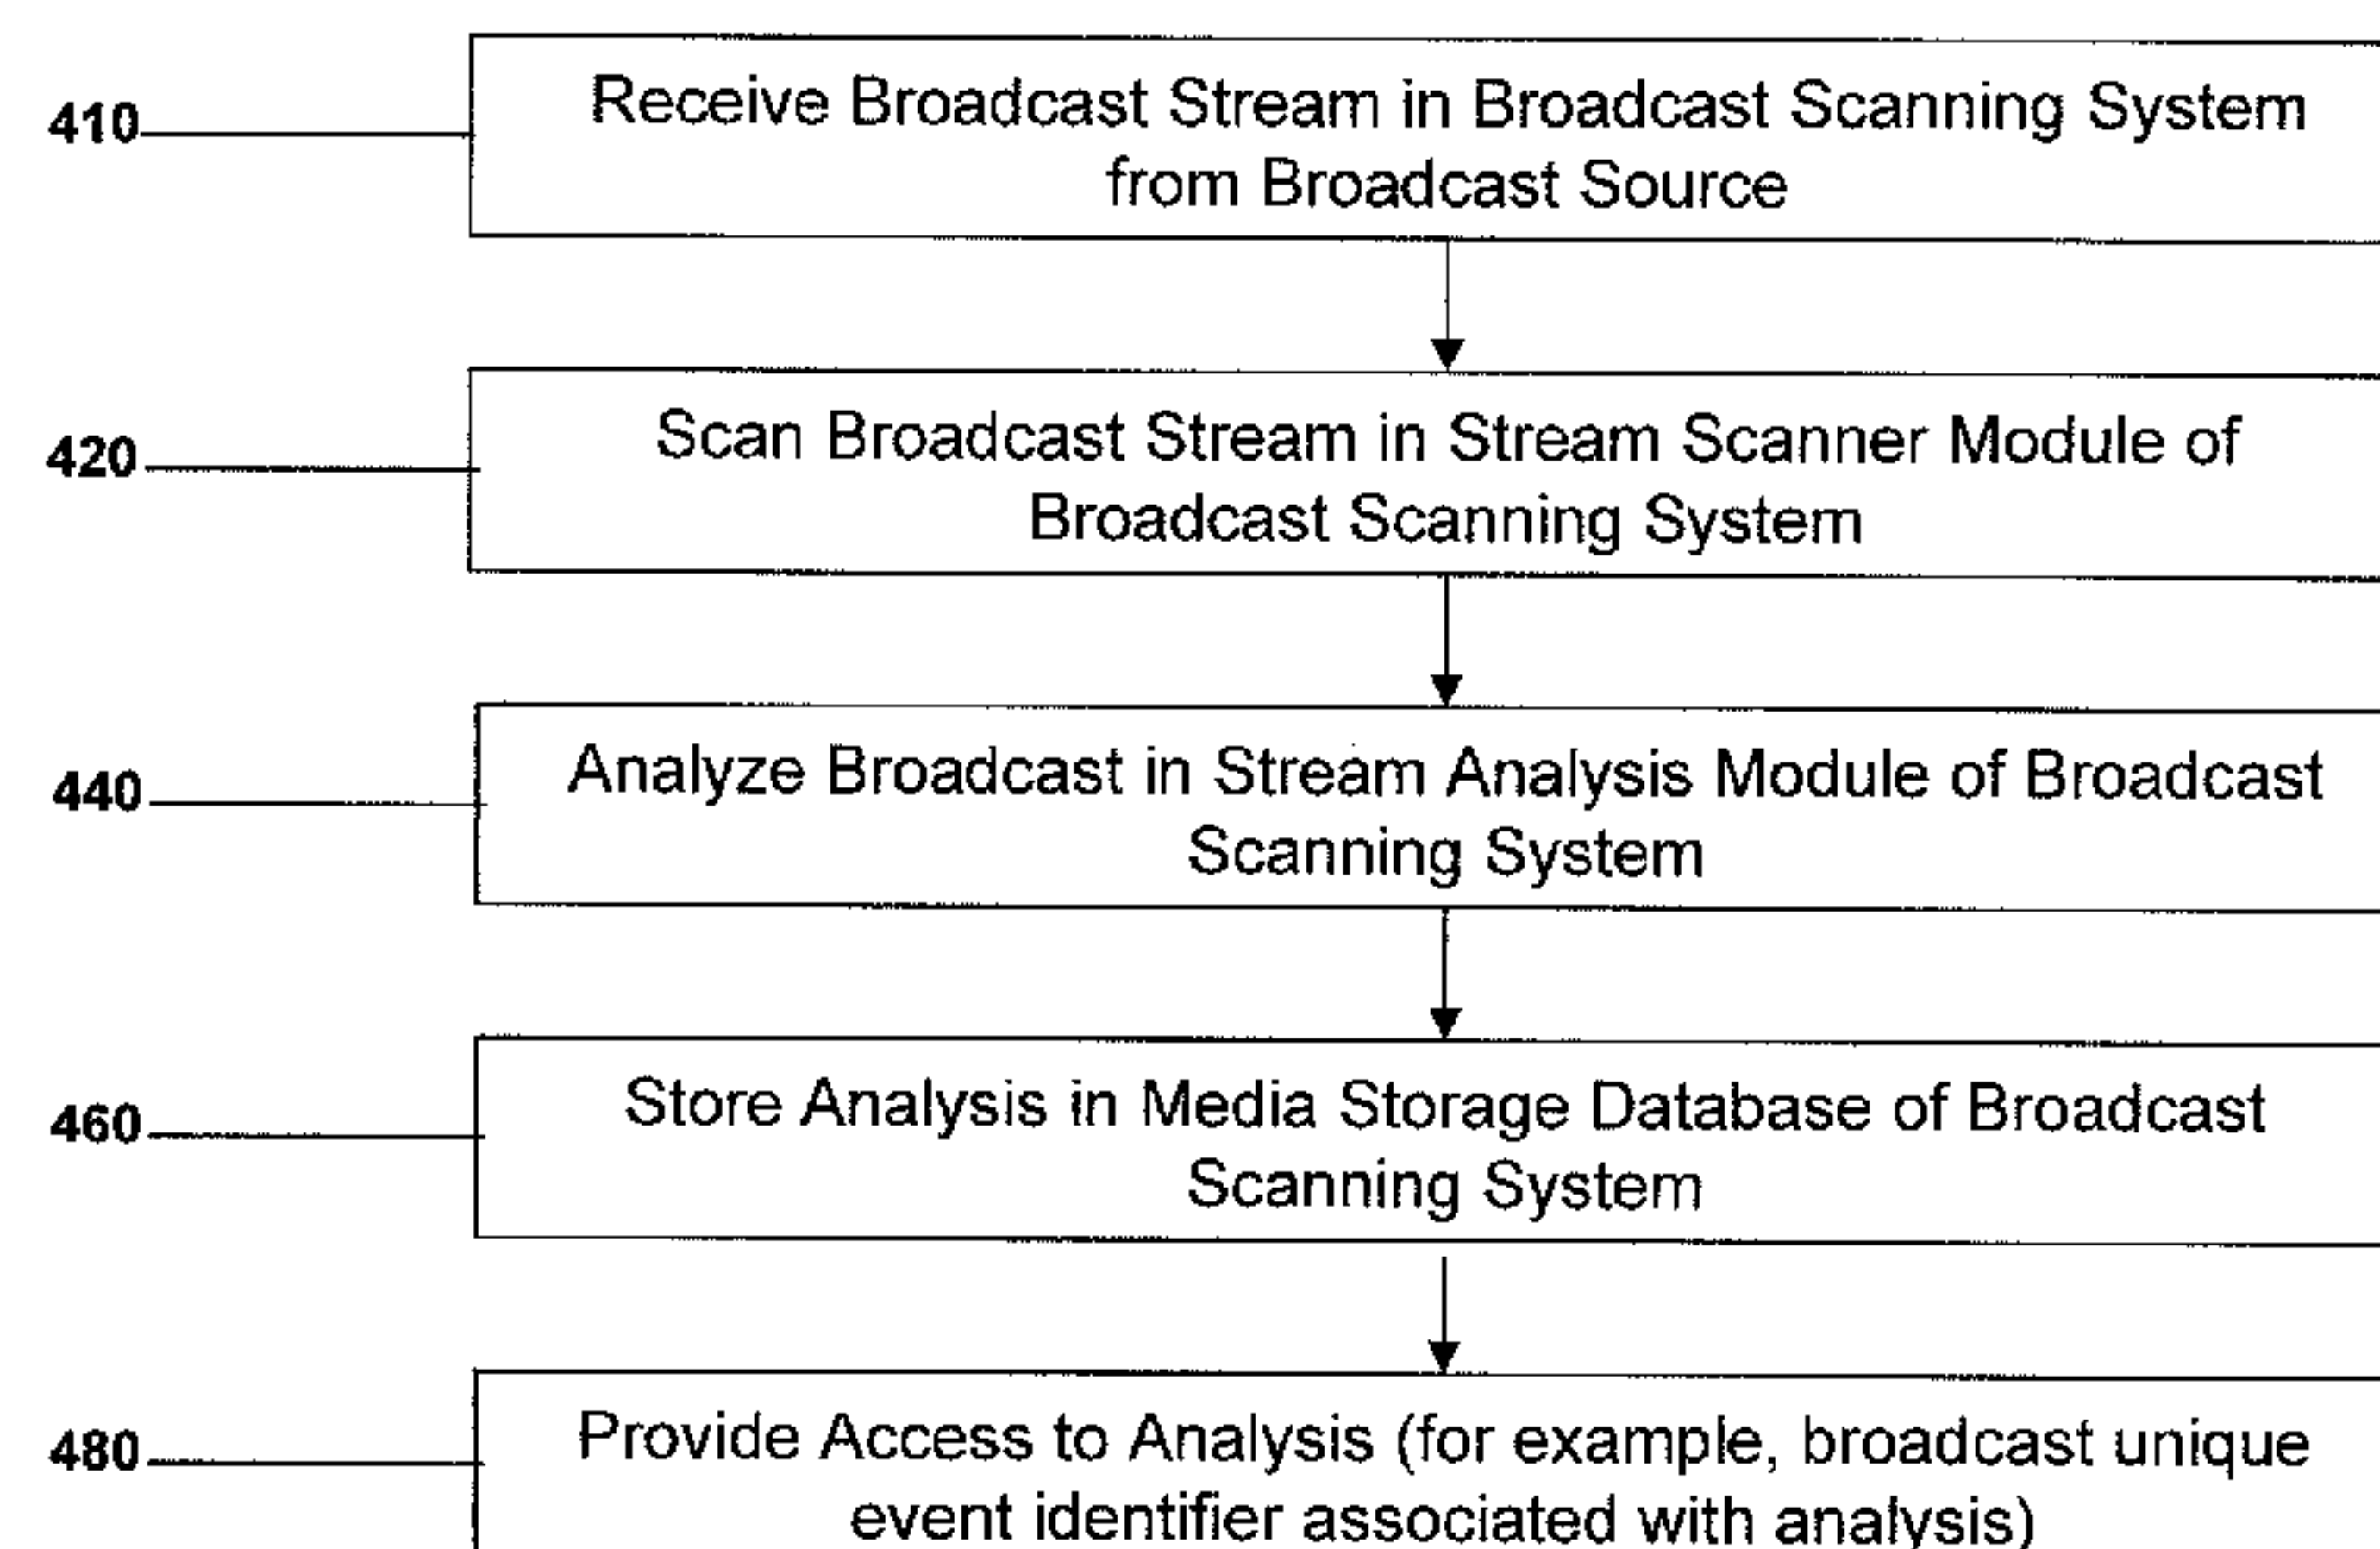 410
Receive Broadcast Stream in Broadcast Scanning System
from Broadcast Source
420
Scan Broadcast Stream in Stream Scanner Module of
Broadcast Scanning System
440
Analyze Broadcast in Stream Analysis Module of Broadcast
Scanning System
460
Store Analysis in Media Storage Database of Broadcast
Scanning System
480
Provide Access to Analysis (for example, broadcast unique
event identifier associated with analysis)